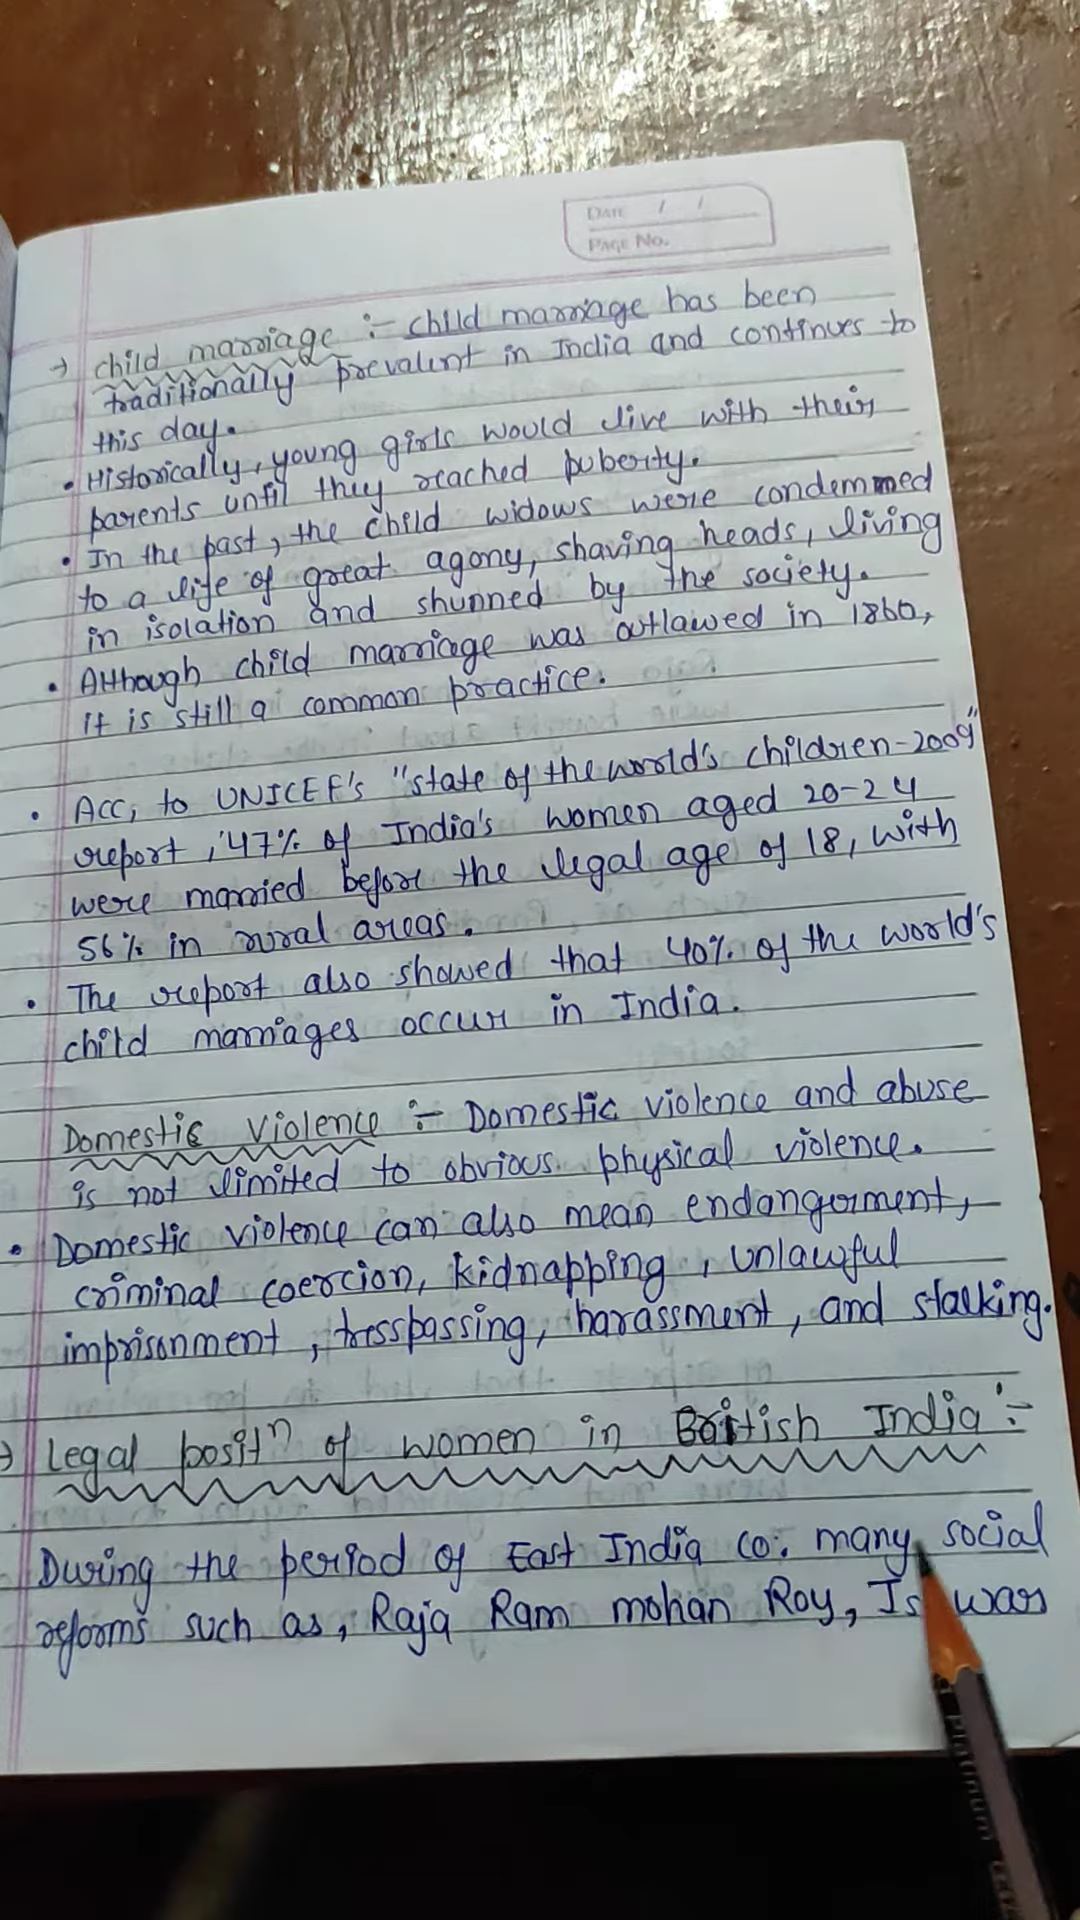 Date / /
Page No.
→ child marriage :- child marriage has been
traditionally prevalent in India and continues to
this day.
• Historically, young girls would live with their
parents until they reached puberty.
• In the past, the child widows were condemmed
to a life of great agony, shaving heads, living
in isolation and shunned by the society.
• Although child marriage was outlawed in 1860,
it is still a common practice.
• Acc, to UNICEF's "state of the world's children-2009"
report, '47% of India's women aged 20-24
were married before the legal age of 18, with
56% in rural areas.
• The report also showed that 40% of the world's
child marriages occur in India.
Domestic Violence :- Domestic violence and abuse
is not limited to obvious physical violence.
• Domestic violence can also mean endangerment,
criminal coercion, kidnapping, unlawful
imprisonment, tresspassing, harassment, and stalking.
→ Legal positⁿ of women in British India :-
During the period of East India co. many social
reforms such as, Raja Ram mohan Roy, Is war
Platinum